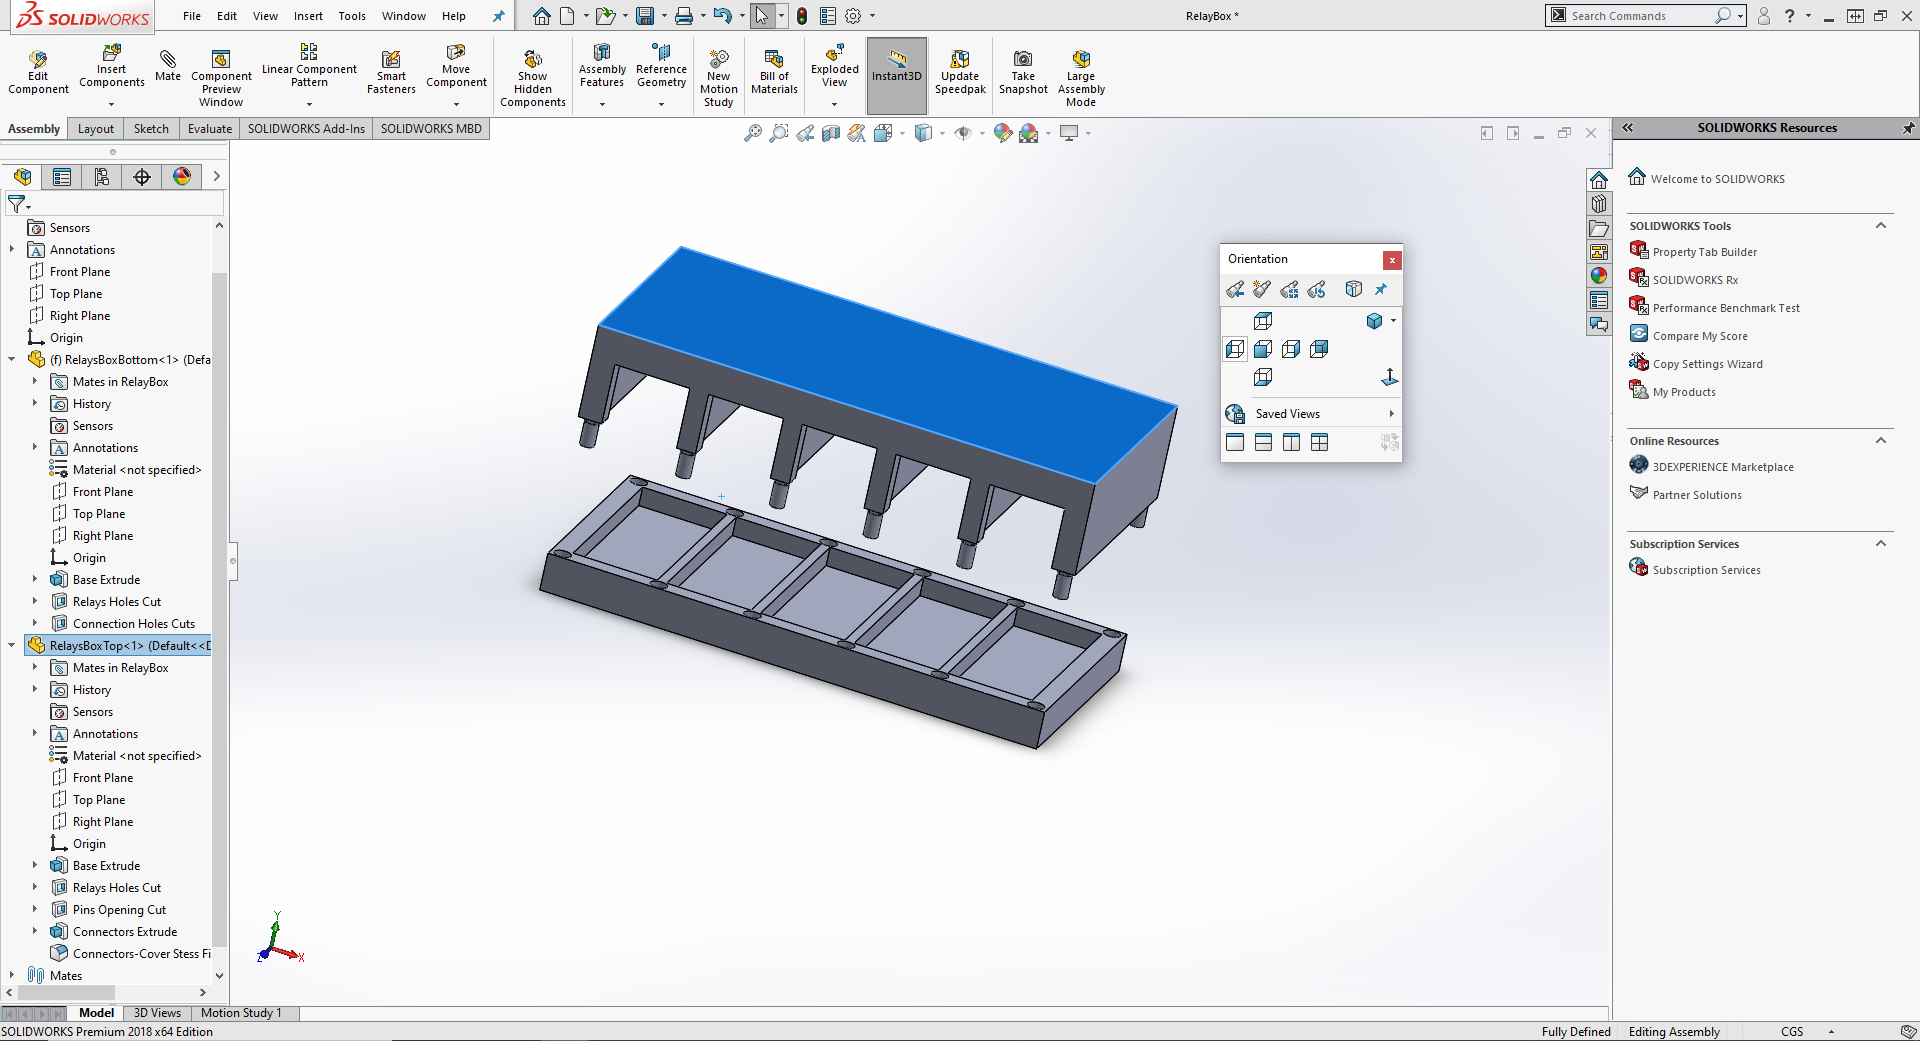 SOLIDWORKS
File Edit View Insert Tools Window Help
RelayBox *
Search Commands
?
Edit Component
Insert Components
Mate
Component Preview Window
Linear Component Pattern
Smart Fasteners
Move Component
Show Hidden Components
Assembly Features
Reference Geometry
New Motion Study
Bill of Materials
Exploded View
Instant3D
Update Speedpak
Take Snapshot
Large Assembly Mode
Assembly Layout Sketch Evaluate SOLIDWORKS Add-Ins SOLIDWORKS MBD
Sensors
Annotations
Front Plane
Top Plane
Right Plane
Origin
(f) RelaysBoxBottom<1> (Defa
Mates in RelayBox
History
Sensors
Annotations
Material <not specified>
Front Plane
Top Plane
Right Plane
Origin
Base Extrude
Relays Holes Cut
Connection Holes Cuts
RelaysBoxTop<1> (Default<<D
Mates in RelayBox
History
Sensors
Annotations
Material <not specified>
Front Plane
Top Plane
Right Plane
Origin
Base Extrude
Relays Holes Cut
Pins Opening Cut
Connectors Extrude
Connectors-Cover Stess Fi
Mates
Y
Z
X
Orientation
Saved Views
SOLIDWORKS Resources
Welcome to SOLIDWORKS
SOLIDWORKS Tools
Property Tab Builder
SOLIDWORKS Rx
Performance Benchmark Test
Compare My Score
Copy Settings Wizard
My Products
Online Resources
3DEXPERIENCE Marketplace
Partner Solutions
Subscription Services
Subscription Services
Model 3D Views Motion Study 1
SOLIDWORKS Premium 2018 x64 Edition
Fully Defined Editing Assembly CGS